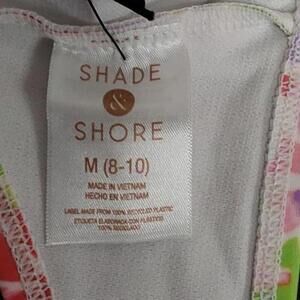 SHADE
&
SHORE
M (8-10)
MADE IN VIETNAM
HECHO EN VIETNAM
LABEL MADE FROM 100% RECYCLED PLASTIC
ETIQUETA ELABORADA CON PLÁSTICO
100% RECICLADO